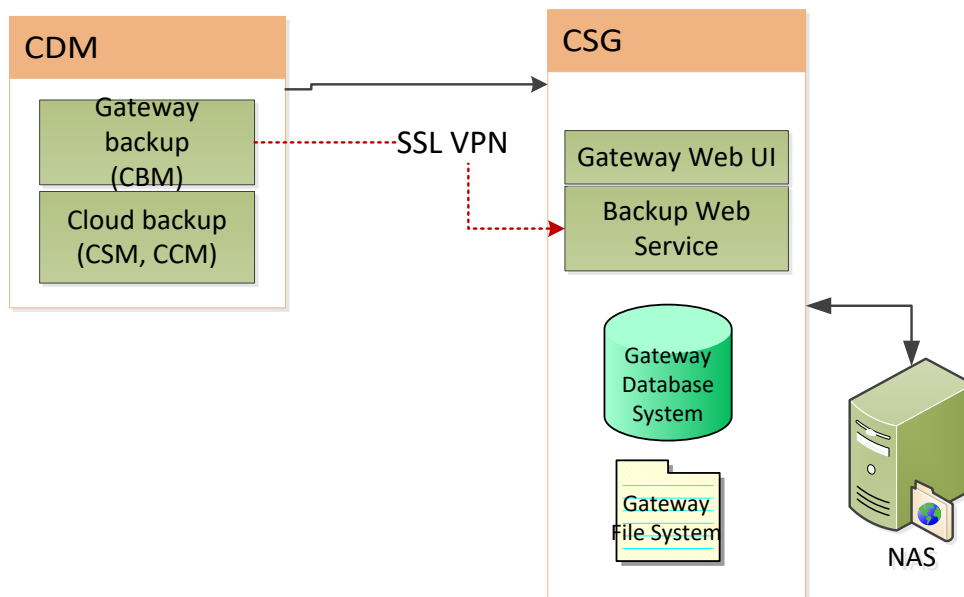 CDM
Gateway
backup
(CBM)
Cloud backup
(CSM, CCM)
SSL VPN
CSG
Gateway Web UI
Backup Web
Service
Gateway
Database
System
Gateway
File System
NAS